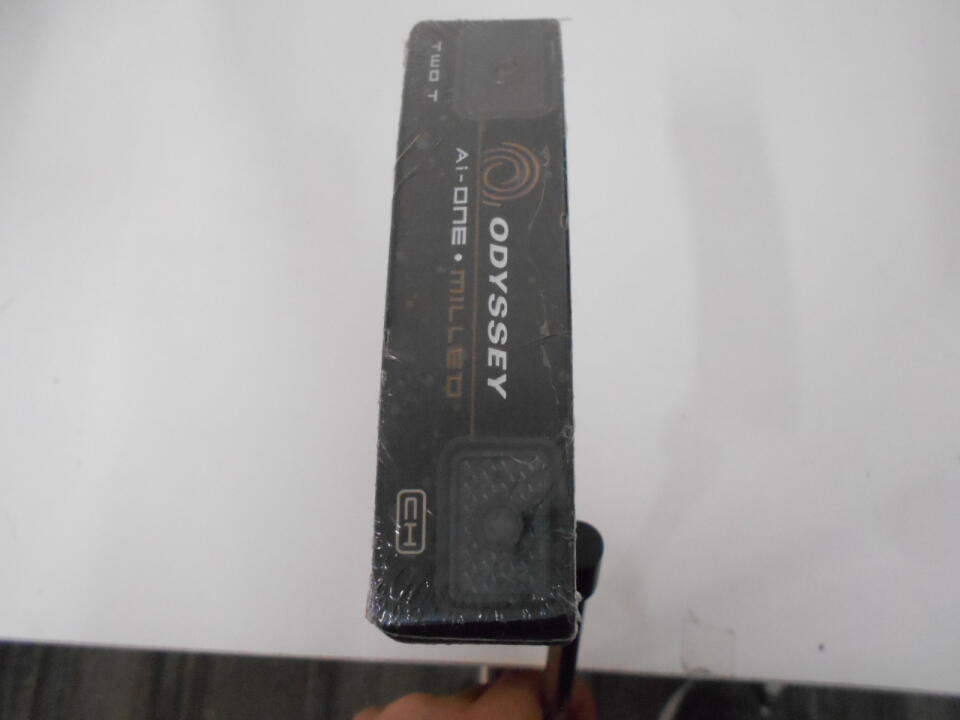 TWO T
ODYSSEY
Ai-ONE • MILLED
CH